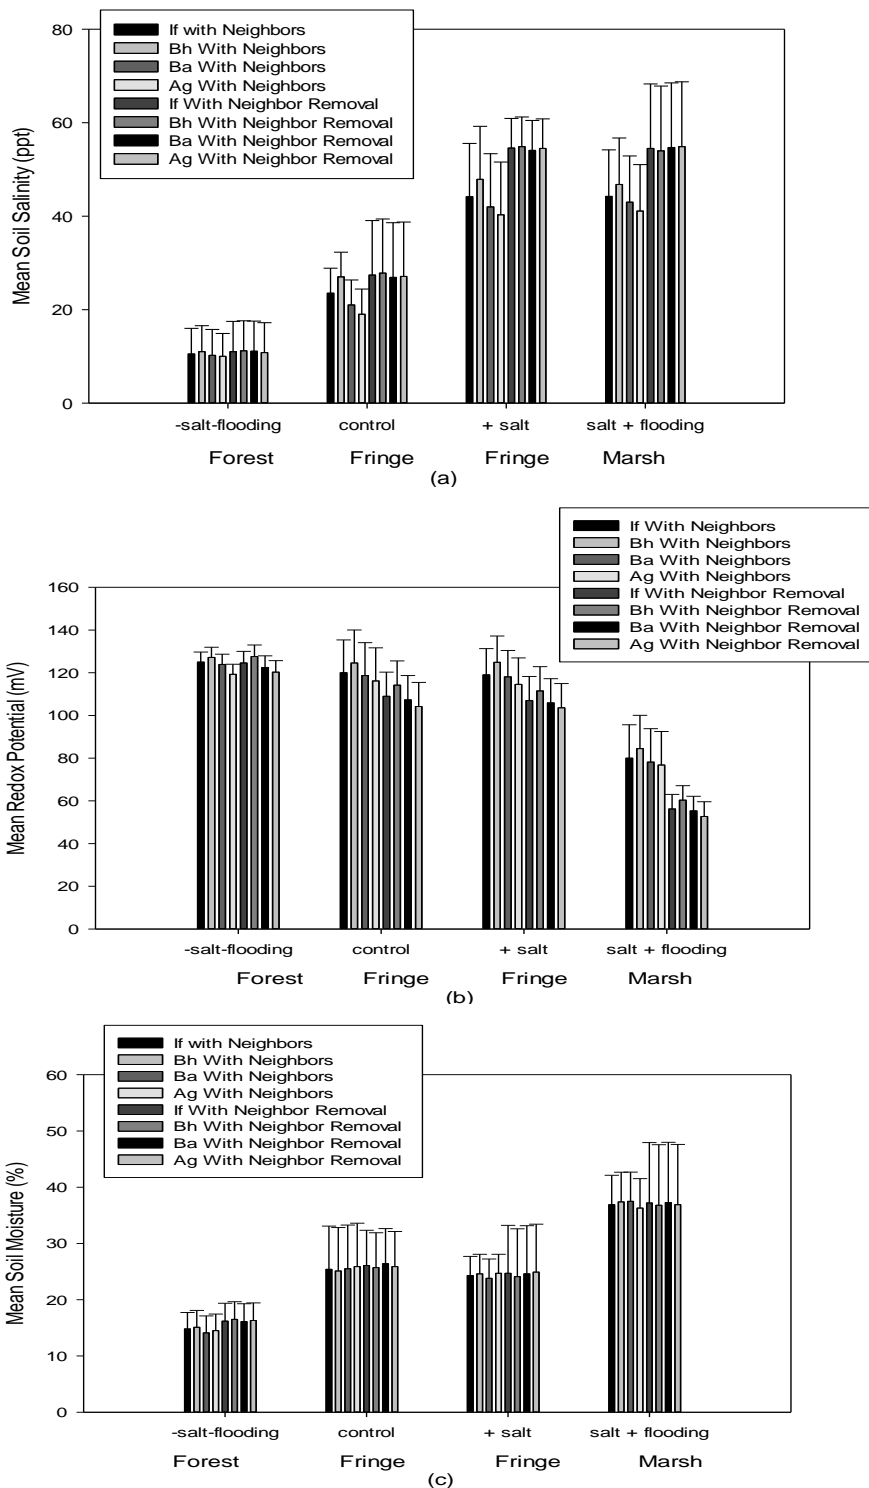 If with Neighbors
Bh With Neighbors
Ba With Neighbors
Ag With Neighbors
If With Neighbor Removal
Bh With Neighbor Removal
Ba With Neighbor Removal
Ag With Neighbor Removal
Mean Soil Salinity (ppt)
80
60
40
20
0
-salt-flooding control + salt salt + flooding
Forest Fringe Fringe Marsh
(a)
If With Neighbors
Bh With Neighbors
Ba With Neighbors
Ag With Neighbors
If With Neighbor Removal
Bh With Neighbor Removal
Ba With Neighbor Removal
Ag With Neighbor Removal
Mean Redox Potential (mV)
160
140
120
100
80
60
40
20
0
-salt-flooding control + salt salt + flooding
Forest Fringe Fringe Marsh
(b)
If with Neighbors
Bh With Neighbors
Ba With Neighbors
Ag With Neighbors
If With Neighbor Removal
Bh With Neighbor Removal
Ba With Neighbor Removal
Ag With Neighbor Removal
Mean Soil Moisture (%)
60
50
40
30
20
10
0
-salt-flooding control + salt salt + flooding
Forest Fringe Fringe Marsh
(c)